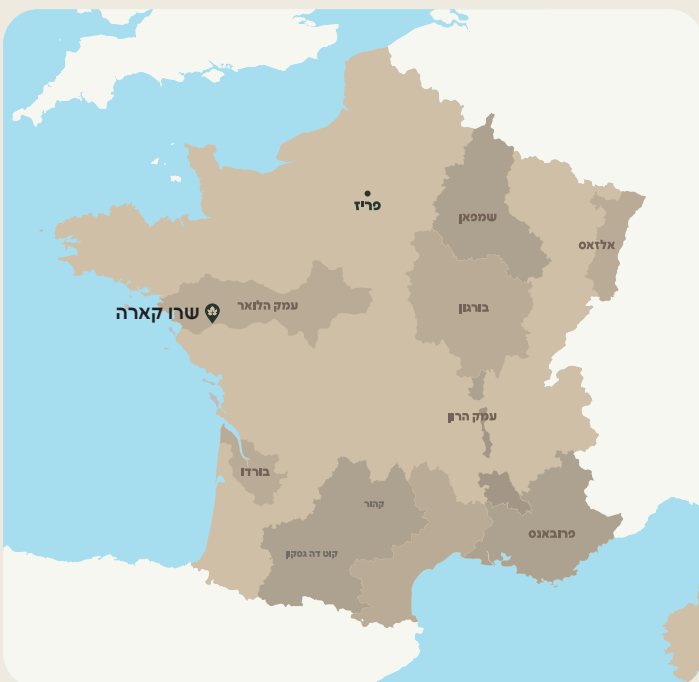 פריז
שמפאן
אלזאס
עמק הלואר
בורגון
שרו קארה
עמק הרון
בורדו
קהור
פרובאנס
קוט דה גסקון